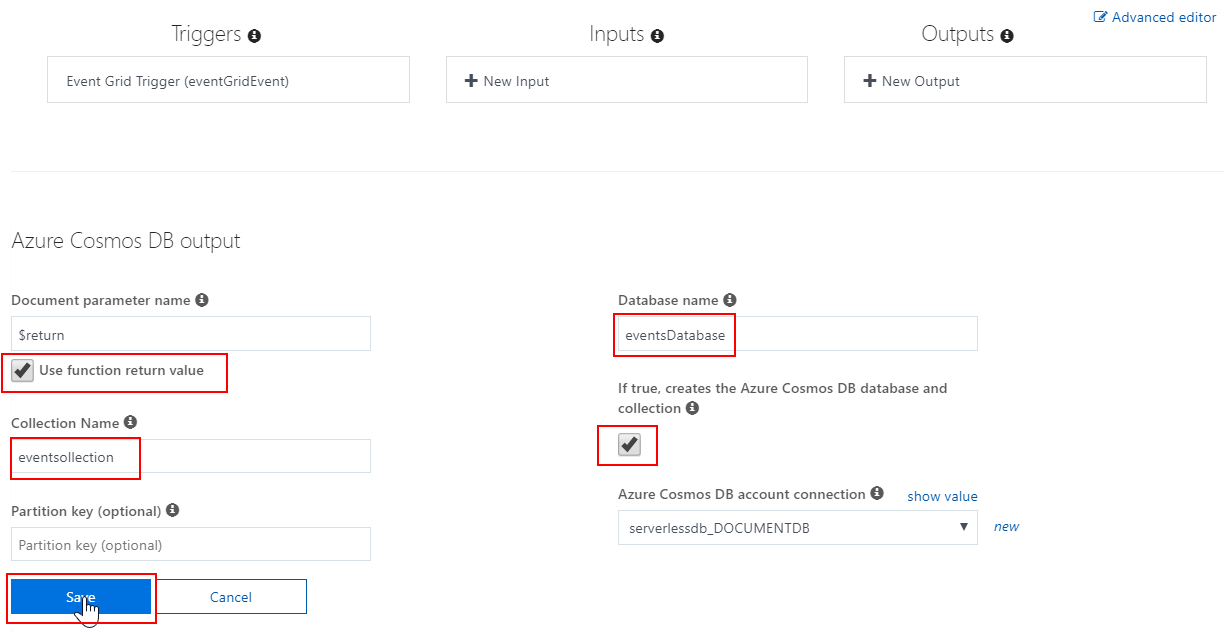 Advanced editor
Triggers
Inputs
Outputs
Event Grid Trigger (eventGridEvent)
New Input
New Output
Azure Cosmos DB output
Document parameter name
$return
Use function return value
Database name
eventsDatabase
If true, creates the Azure Cosmos DB database and
collection
Collection Name
eventsollection
Partition key (optional)
Partition key (optional)
Azure Cosmos DB account connection
show value
serverlessdb_DOCUMENTDB
new
Save
Cancel